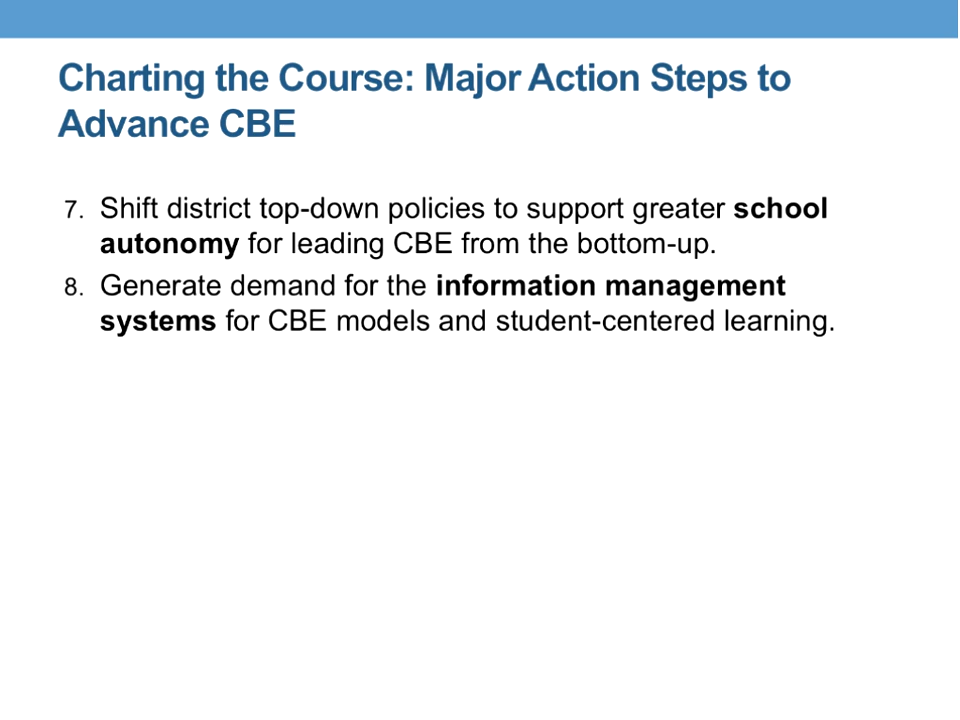 Charting the Course: Major Action Steps to
Advance CBE
7. Shift district top-down policies to support greater school
autonomy for leading CBE from the bottom-up.
8. Generate demand for the information management
systems for CBE models and student-centered learning.